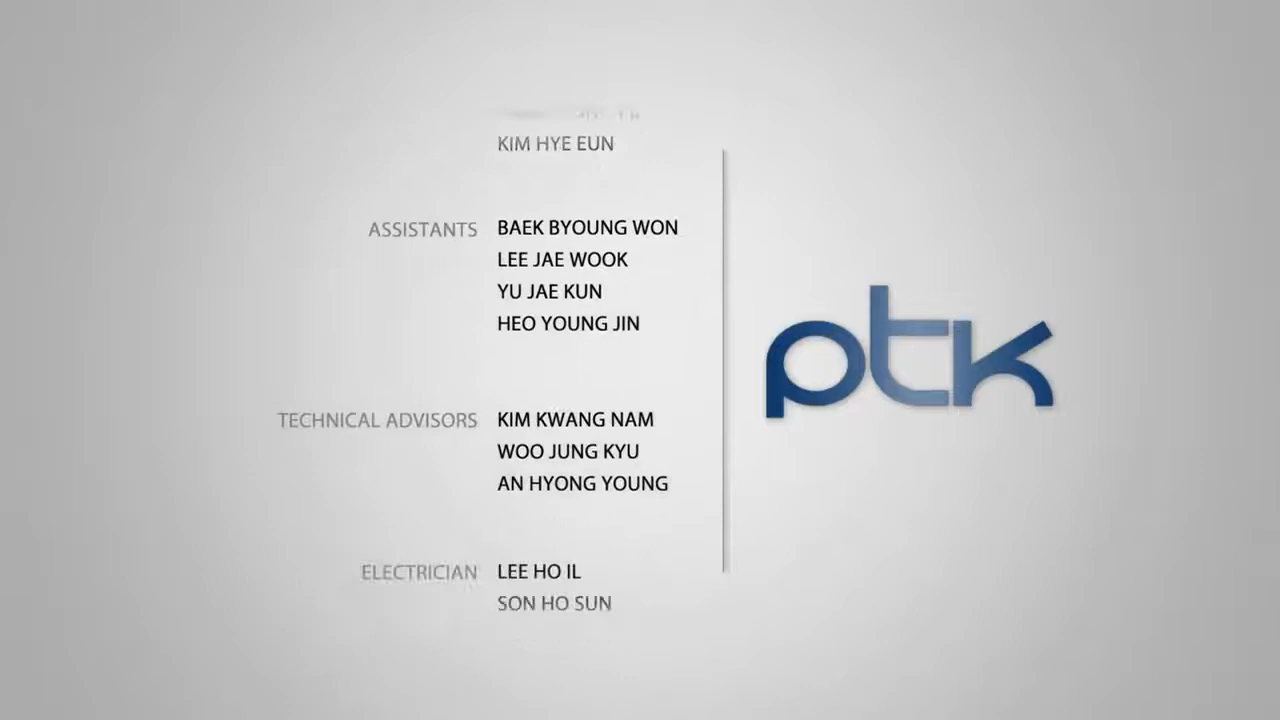 KIM HYE EUN
ASSISTANTS BAEK BYOUNG WON
LEE JAE WOOK
YU JAE KUN
HEO YOUNG JIN
TECHNICAL ADVISORS KIM KWANG NAM
WOO JUNG KYU
AN HYONG YOUNG
ELECTRICIAN LEE HO IL
SON HO SUN
ptk